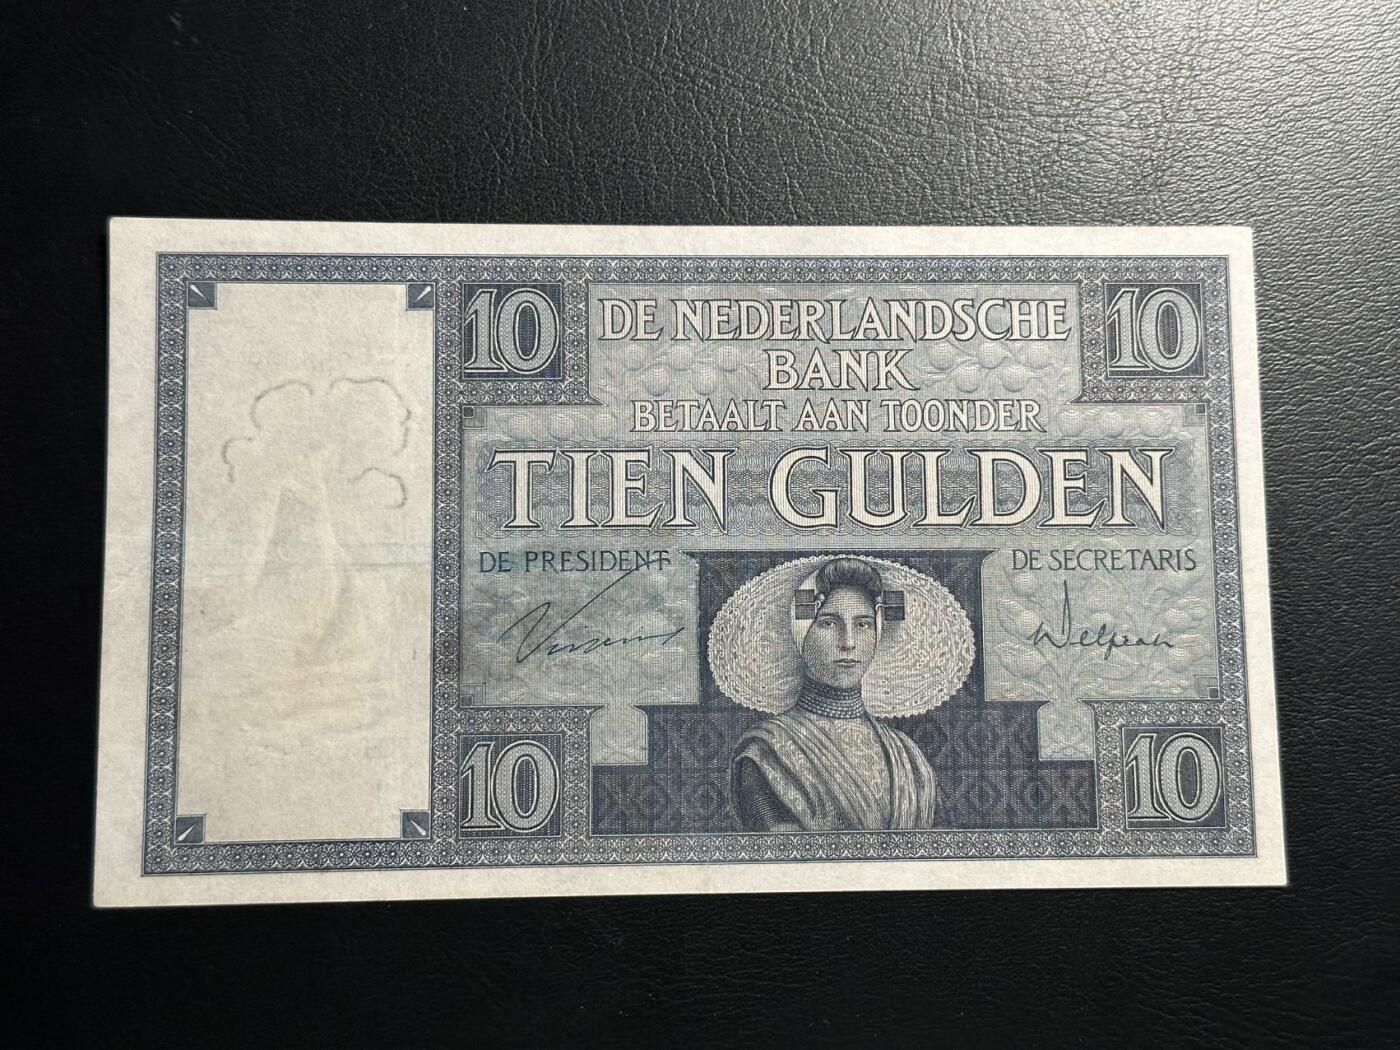 10
10
DE NEDERLANDSCHE
BANK
BETAALT AAN TOONDER
TIEN GULDEN
DE PRESIDENT
DE SECRETARIS
10
10